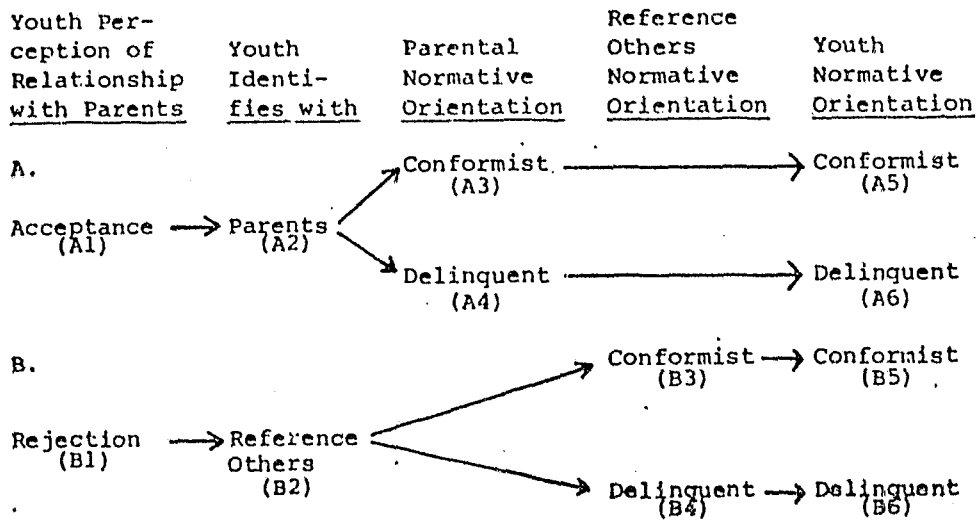 Youth Per- Reference
ception of Youth Parental Others Youth
Relationship Identi- Normative Normative Normative
with Parents fies with Orientation Orientation Orientation
A. Conformist Conformist
(A3) (A5)
Acceptance Parents
(A1) (A2)
Delinquent Delinquent
(A4) (A6)
B. Conformist Conformist
(B3) (B5)
Rejection Reference
(B1) Others
(B2)
Delinquent Delinquent
(B4) (B6)